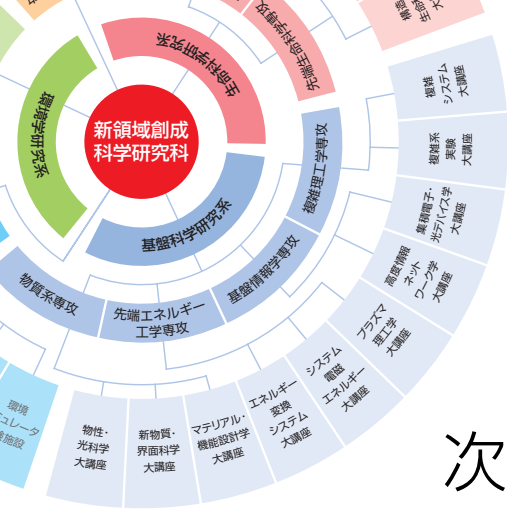 新領域創成
科学研究科
生命科学研究系
環境学研究系
基盤科学研究系
先端生命科学専攻
複雑理工学専攻
基盤情報学専攻
先端エネルギー
工学専攻
物質系専攻
複雑
システム
大講座
複雑系
実験
大講座
集積電子・
光デバイス学
大講座
高度情報
ネット
ワーク学
大講座
プラズマ
理工学
大講座
システム
電磁
エネルギー
大講座
エネルギー
変換
システム
大講座
マテリアル・
機能設計学
大講座
新物質・
界面科学
大講座
物性・
光科学
大講座
環境
次